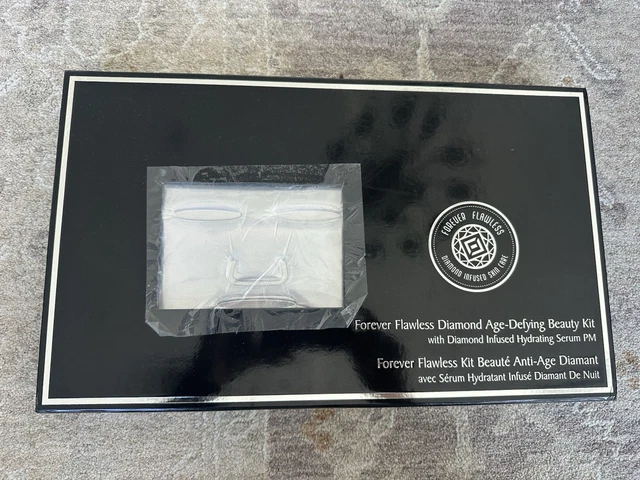 FOREVER FLAWLESS
DIAMOND INFUSED SKIN CARE
Forever Flawless Diamond Age-Defying Beauty Kit
with Diamond Infused Hydrating Serum PM
Forever Flawless Kit Beauté Anti-Age Diamant
avec Sérum Hydratant Infusé Diamant De Nuit